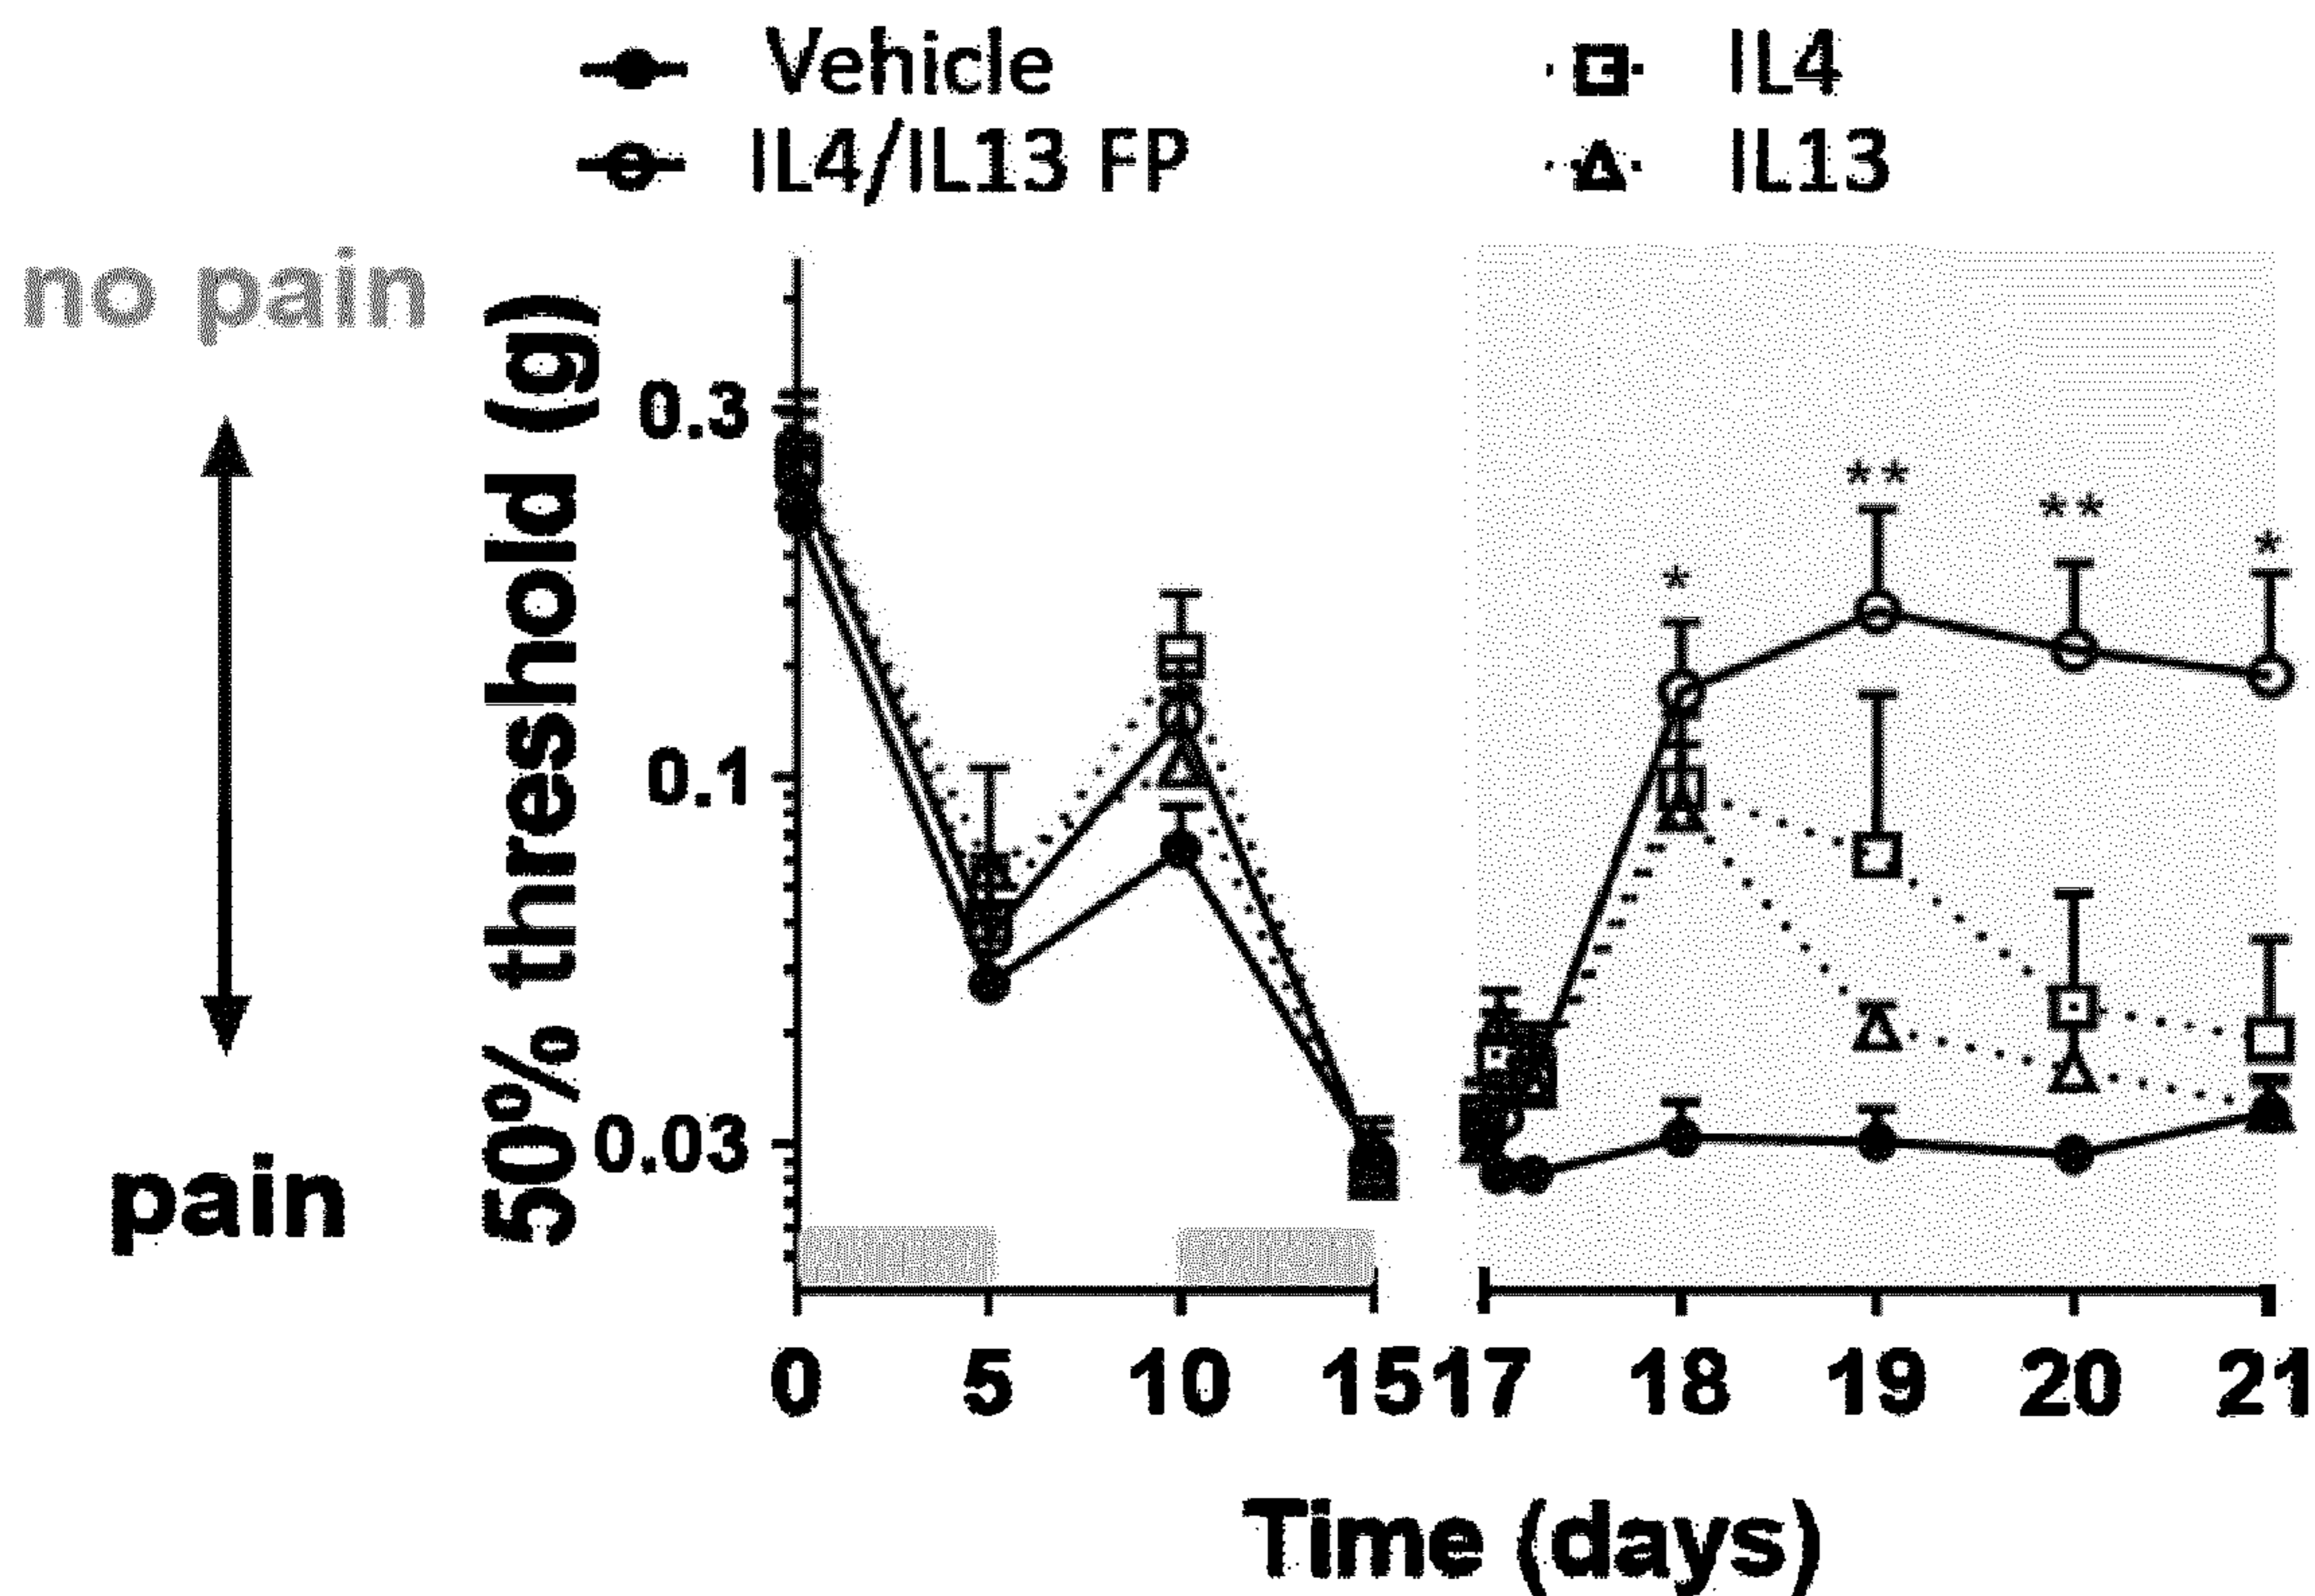 Vehicle
IL4/IL13 FP
IL4
IL13
no pain
pain
50% threshold (g)
0.3
0.1
0.03
*
**
**
*
0 5 10 15 17 18 19 20 21
Time (days)